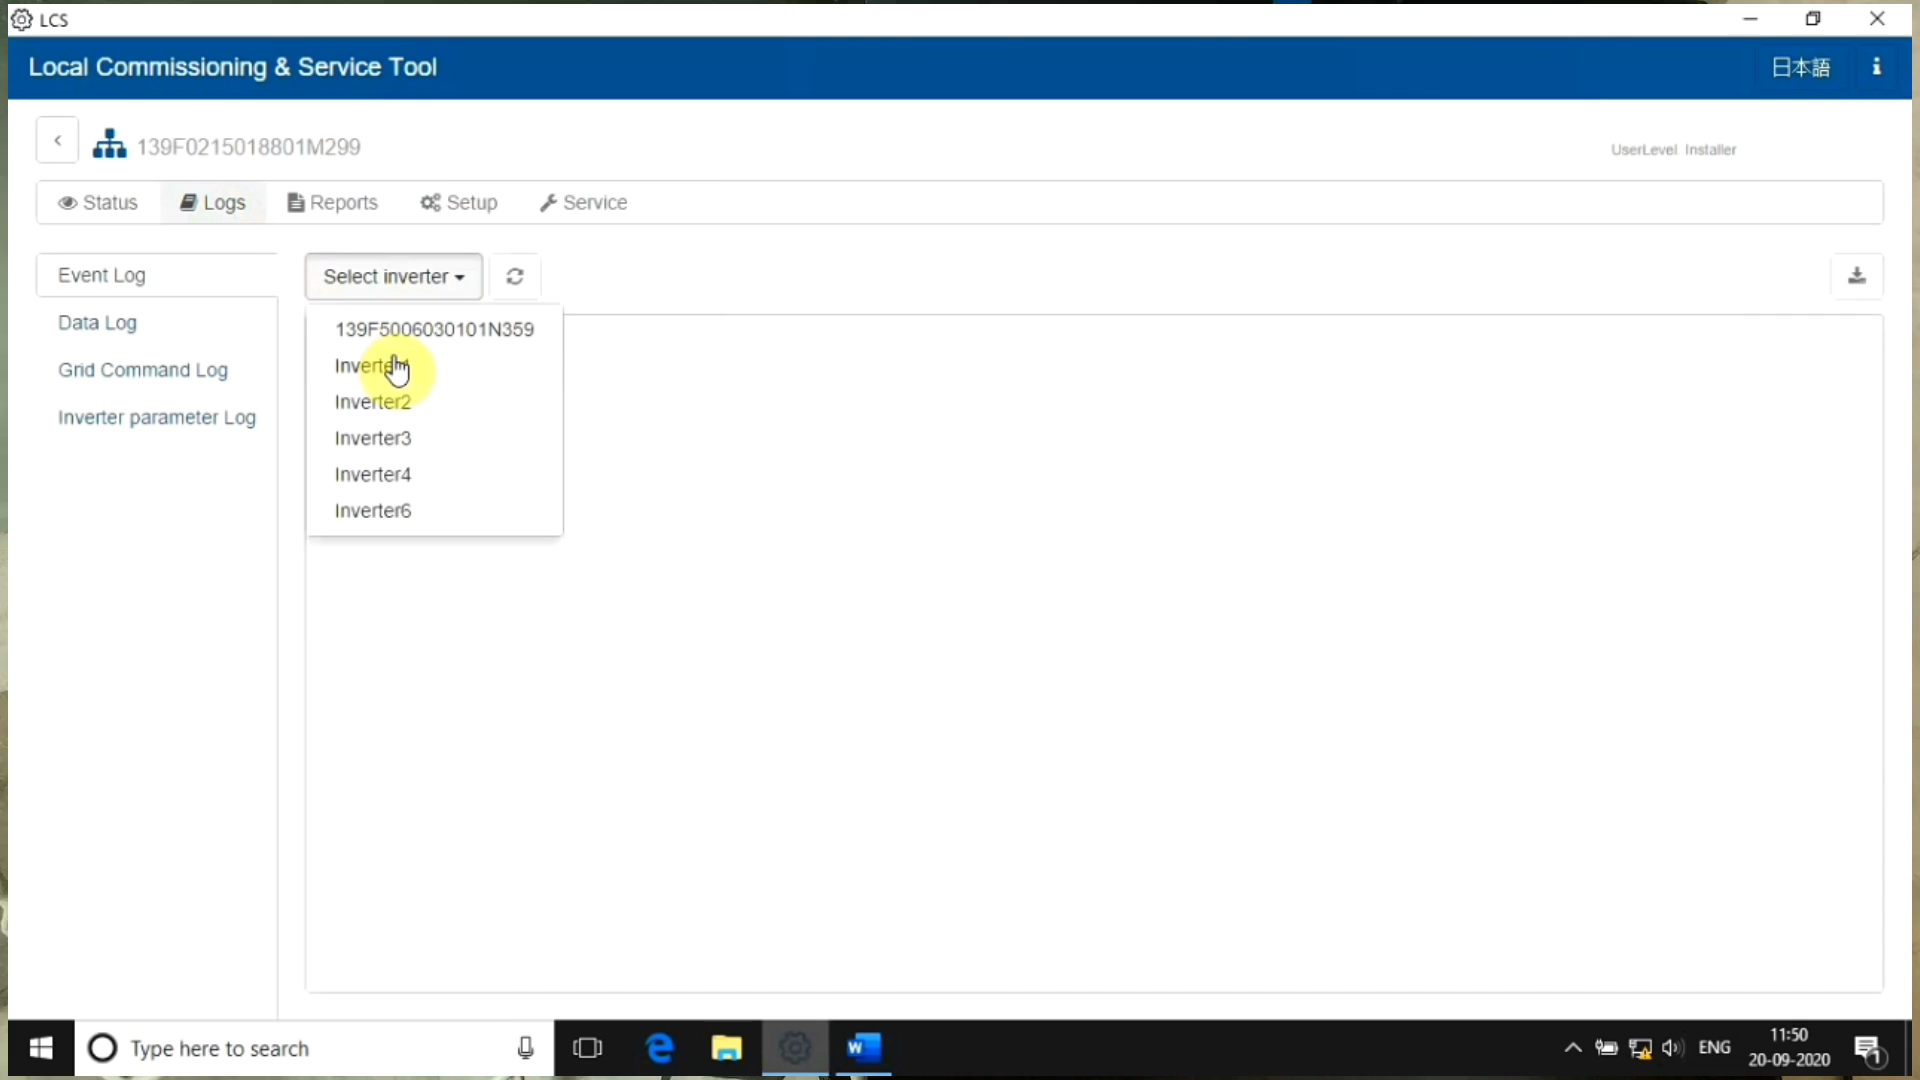 LCS
Local Commissioning & Service Tool
日本語
139F0215018801M299
UserLevel Installer
Status
Logs
Reports
Setup
Service
Event Log
Data Log
Grid Command Log
Inverter parameter Log
Select inverter
139F5006030101N359
Inverter1
Inverter2
Inverter3
Inverter4
Inverter6
Type here to search
ENG
11:50
20-09-2020
1